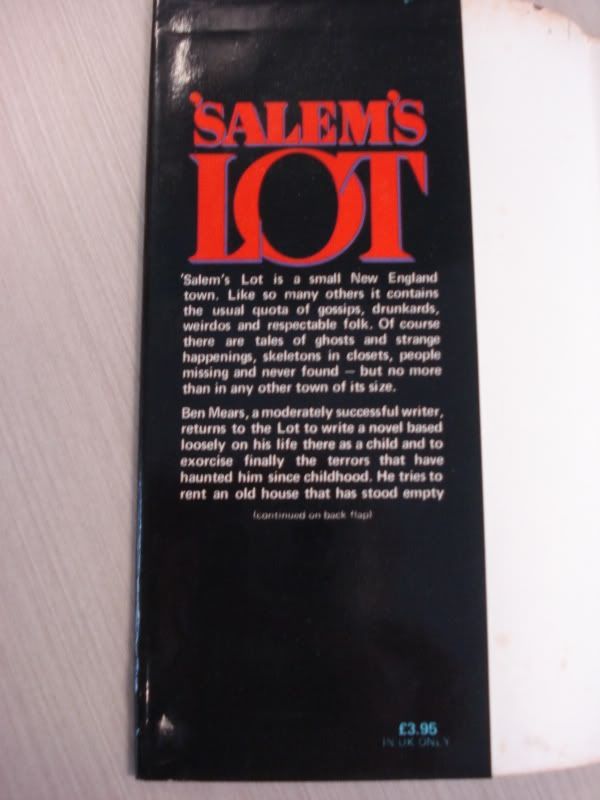 'SALEM'S
LOT
'Salem's Lot is a small New England
town. Like so many others it contains
the usual quota of gossips, drunkards,
weirdos and respectable folk. Of course
there are tales of ghosts and strange
happenings, skeletons in closets, people
missing and never found — but no more
than in any other town of its size.
Ben Mears, a moderately successful writer,
returns to the Lot to write a novel based
loosely on his life there as a child and to
exorcise finally the terrors that have
haunted him since childhood. He tries to
rent an old house that has stood empty
(continued on back flap)
£3.95
IN UK ONLY